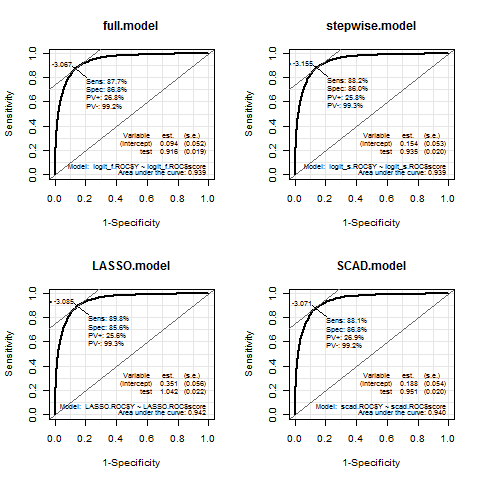 full.model
-3.067
Sens: 87.7%
Spec: 86.8%
PV+: 26.8%
PV-: 99.2%
Variable est. (s.e.)
(Intercept) 0.094 (0.052)
test 0.916 (0.019)
Model: logit_f.ROC$Y ~ logit_f.ROC$score
Area under the curve: 0.939
Sensitivity
0.0 0.2 0.4 0.6 0.8 1.0
0.0 0.2 0.4 0.6 0.8 1.0
1-Specificity
stepwise.model
-3.155
Sens: 88.2%
Spec: 86.0%
PV+: 25.8%
PV-: 99.3%
Variable est. (s.e.)
(Intercept) 0.154 (0.053)
test 0.935 (0.020)
Model: logit_s.ROC$Y ~ logit_s.ROC$score
Area under the curve: 0.939
Sensitivity
0.0 0.2 0.4 0.6 0.8 1.0
0.0 0.2 0.4 0.6 0.8 1.0
1-Specificity
LASSO.model
-3.085
Sens: 89.8%
Spec: 85.6%
PV+: 25.6%
PV-: 99.3%
Variable est. (s.e.)
(Intercept) 0.351 (0.056)
test 1.042 (0.022)
Model: LASSO.ROC$Y ~ LASSO.ROC$score
Area under the curve: 0.942
Sensitivity
0.0 0.2 0.4 0.6 0.8 1.0
0.0 0.2 0.4 0.6 0.8 1.0
1-Specificity
SCAD.model
-3.071
Sens: 88.1%
Spec: 86.8%
PV+: 26.9%
PV-: 99.2%
Variable est. (s.e.)
(Intercept) 0.188 (0.054)
test 0.951 (0.020)
Model: scad.ROC$Y ~ scad.ROC$score
Area under the curve: 0.940
Sensitivity
0.0 0.2 0.4 0.6 0.8 1.0
0.0 0.2 0.4 0.6 0.8 1.0
1-Specificity